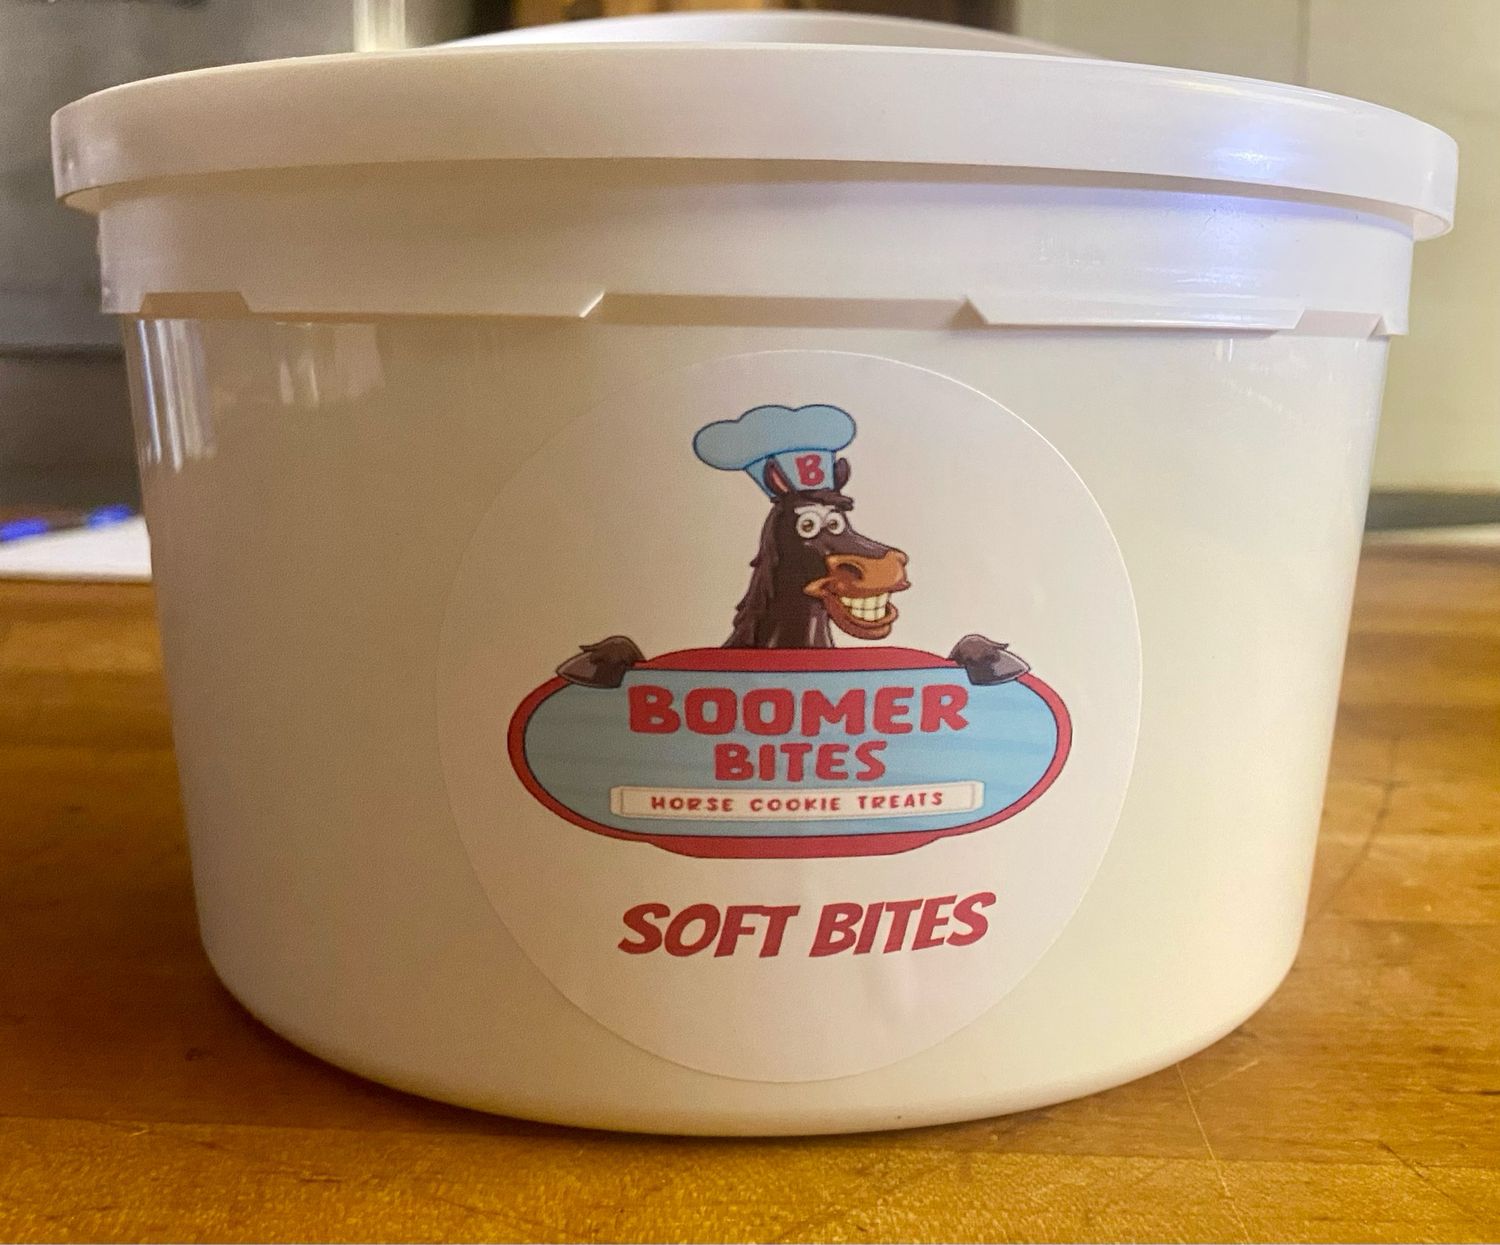 B
BOOMER
BITES
HORSE COOKIE TREATS
SOFT BITES